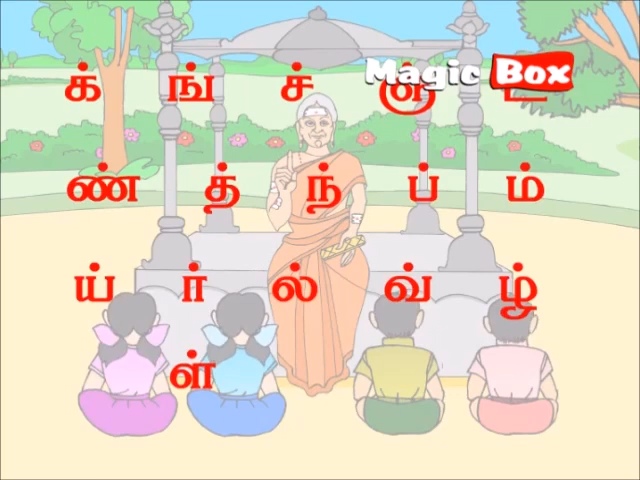 Magic Box
க் ங் ச் ஞ்
ண் த் ந் ப் ம்
ய் ர் ல் வ் ழ்
ள்